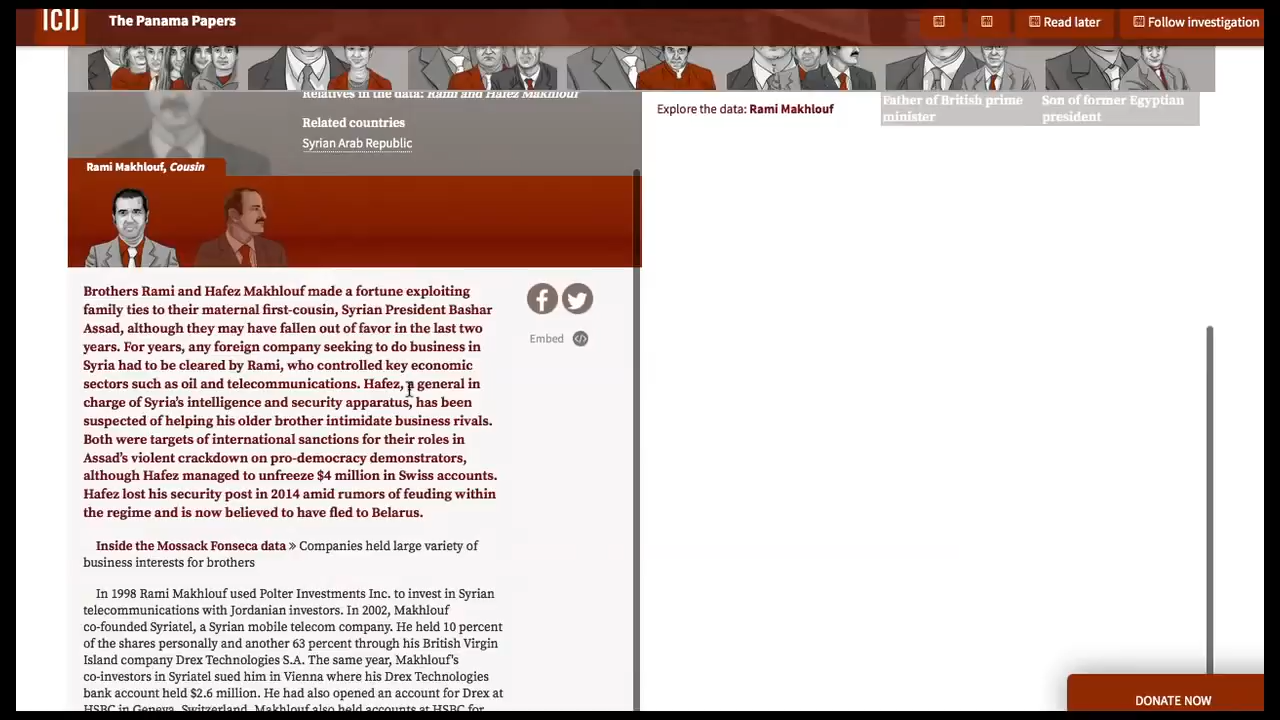 ICIJ
The Panama Papers
Read later
Follow investigation
Relatives in the data: Rami and Hafez Makhlouf
Related countries
Syrian Arab Republic
Rami Makhlouf, Cousin
Explore the data: Rami Makhlouf
Father of British prime
minister
Son of former Egyptian
president
Brothers Rami and Hafez Makhlouf made a fortune exploiting
family ties to their maternal first-cousin, Syrian President Bashar
Assad, although they may have fallen out of favor in the last two
years. For years, any foreign company seeking to do business in
Syria had to be cleared by Rami, who controlled key economic
sectors such as oil and telecommunications. Hafez, a general in
charge of Syria's intelligence and security apparatus, has been
suspected of helping his older brother intimidate business rivals.
Both were targets of international sanctions for their roles in
Assad's violent crackdown on pro-democracy demonstrators,
although Hafez managed to unfreeze $4 million in Swiss accounts.
Hafez lost his security post in 2014 amid rumors of feuding within
the regime and is now believed to have fled to Belarus.
Embed
Inside the Mossack Fonseca data » Companies held large variety of
business interests for brothers
In 1998 Rami Makhlouf used Polter Investments Inc. to invest in Syrian
telecommunications with Jordanian investors. In 2002, Makhlouf
co-founded Syriatel, a Syrian mobile telecom company. He held 10 percent
of the shares personally and another 63 percent through his British Virgin
Island company Drex Technologies S.A. The same year, Makhlouf's
co-investors in Syriatel sued him in Vienna where his Drex Technologies
bank account held $2.6 million. He had also opened an account for Drex at
HSBC in Geneva, Switzerland. Makhlouf also held accounts at HSBC for
DONATE NOW